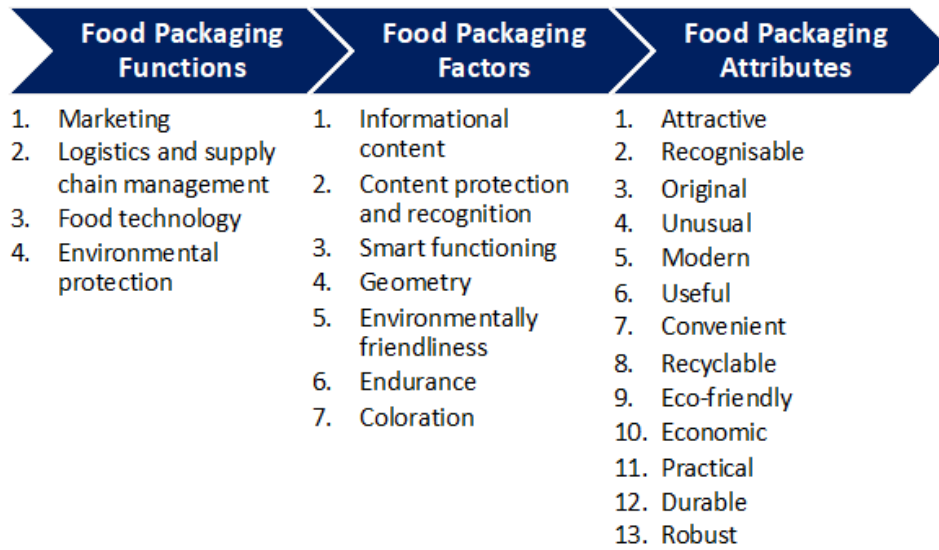 Food Packaging
Functions
Food Packaging
Factors
Food Packaging
Attributes
1. Marketing
2. Logistics and supply
chain management
3. Food technology
4. Environmental
protection
1. Informational
content
2. Content protection
and recognition
3. Smart functioning
4. Geometry
5. Environmentally
friendliness
6. Endurance
7. Coloration
1. Attractive
2. Recognisable
3. Original
4. Unusual
5. Modern
6. Useful
7. Convenient
8. Recyclable
9. Eco-friendly
10. Economic
11. Practical
12. Durable
13. Robust